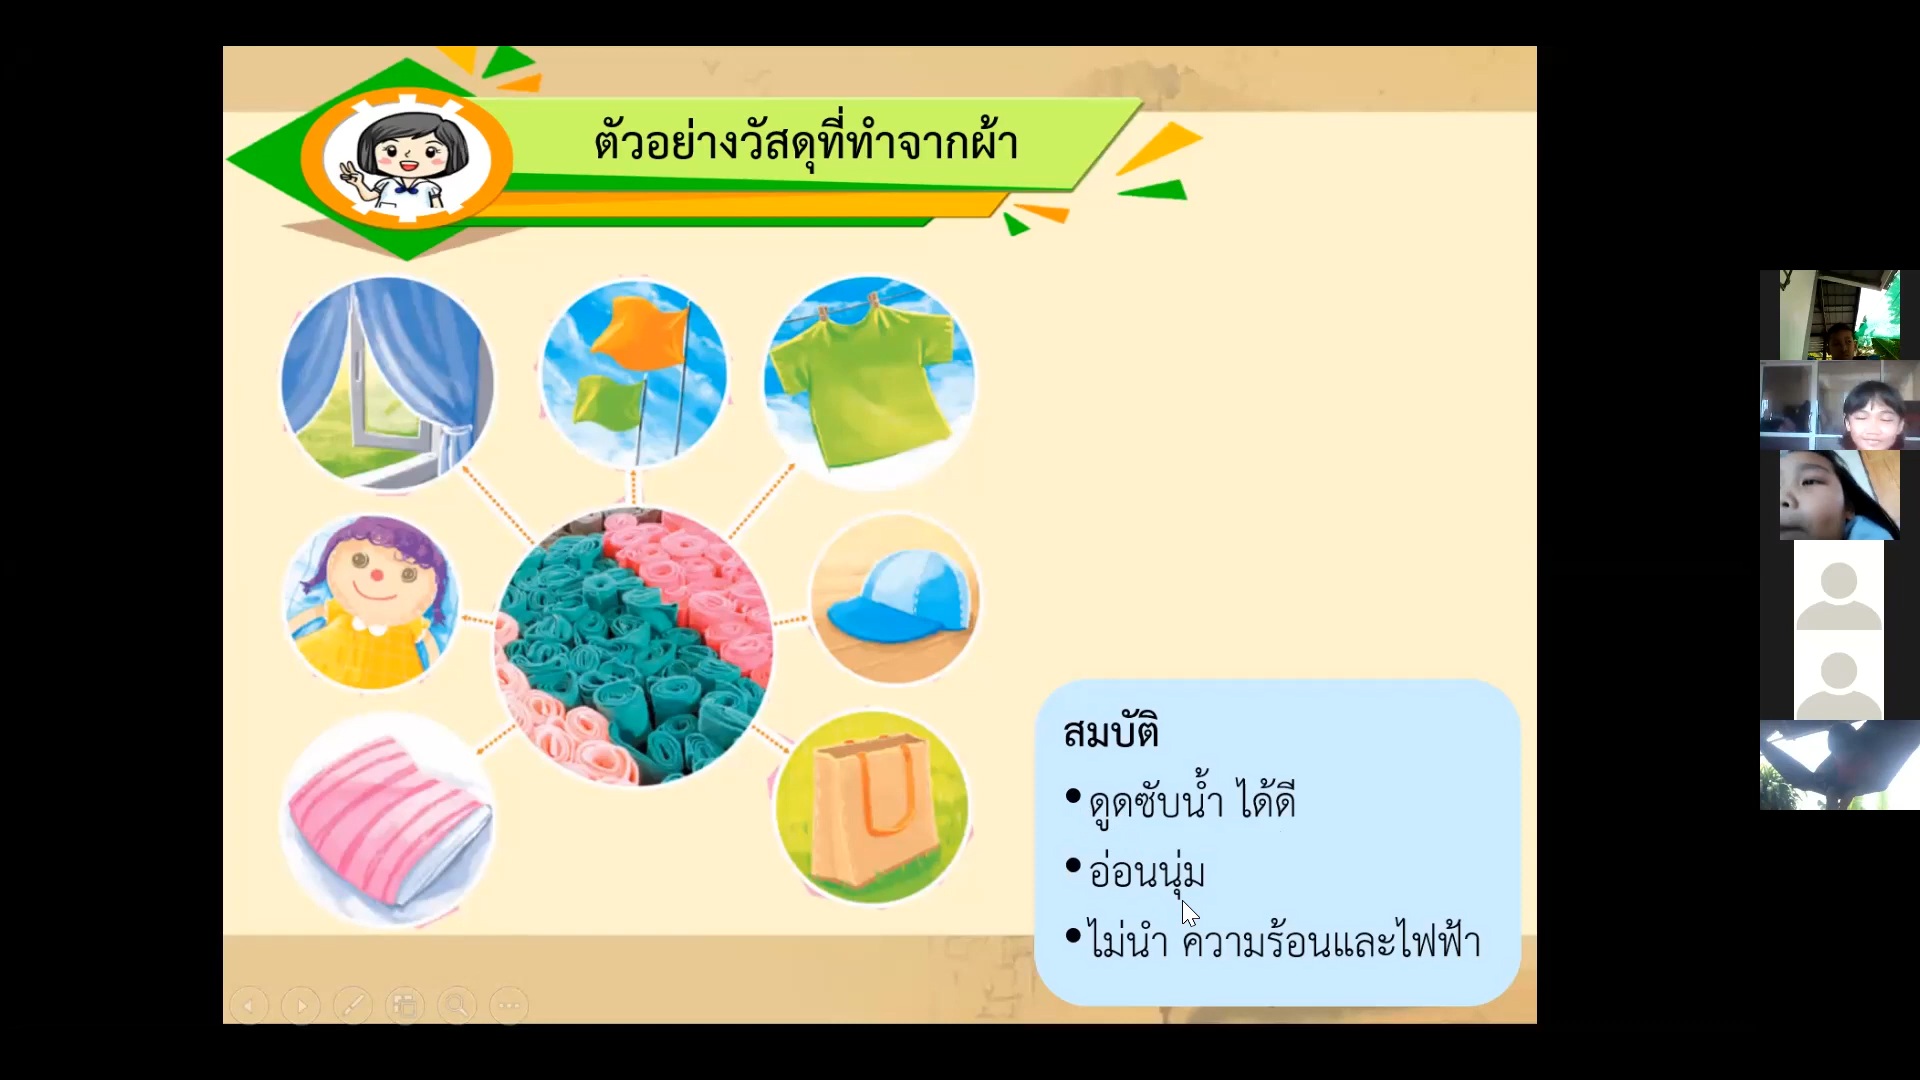 ตัวอย่างวัสดุที่ทำจากผ้า
สมบัติ
•ดูดซับน้ำ ได้ดี
•อ่อนนุ่ม
•ไม่นำ ความร้อนและไฟฟ้า